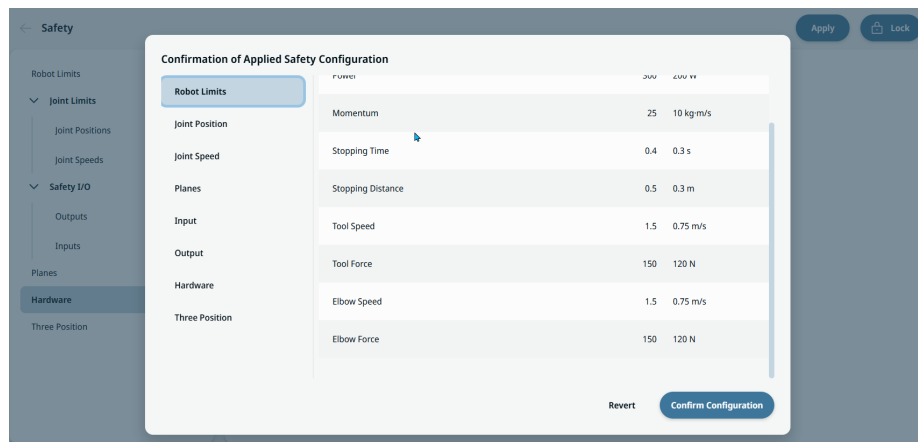 Safety
Apply
Lock
Robot Limits
Joint Limits
Joint Positions
Joint Speeds
Safety I/O
Outputs
Inputs
Planes
Hardware
Three Position
Confirmation of Applied Safety Configuration
Robot Limits
Joint Position
Joint Speed
Planes
Input
Output
Hardware
Three Position
Power 300 200 W
Momentum 25 10 kg·m/s
Stopping Time 0.4 0.3 s
Stopping Distance 0.5 0.3 m
Tool Speed 1.5 0.75 m/s
Tool Force 150 120 N
Elbow Speed 1.5 0.75 m/s
Elbow Force 150 120 N
Revert
Confirm Configuration